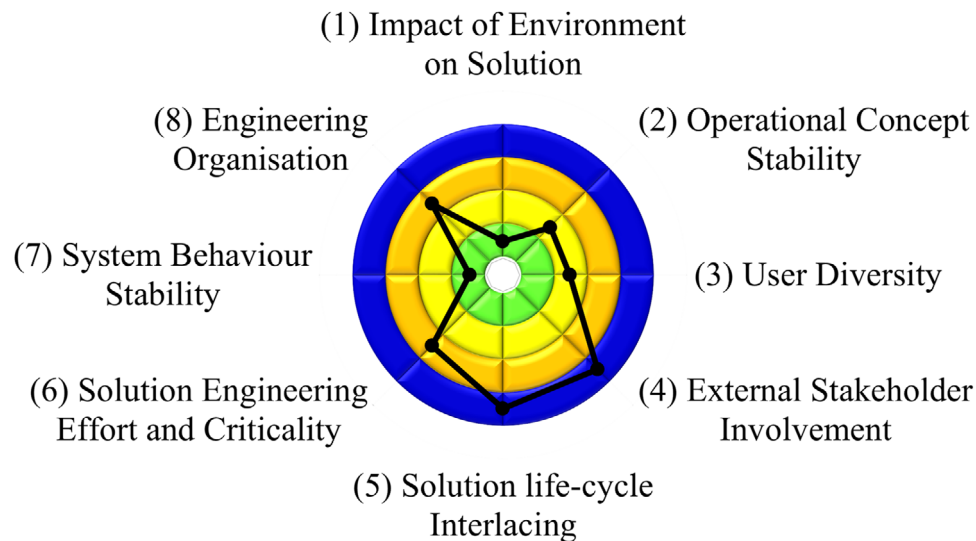 (1) Impact of Environment
on Solution
(8) Engineering
Organisation
(2) Operational Concept
Stability
(7) System Behaviour
Stability
(3) User Diversity
(6) Solution Engineering
Effort and Criticality
(4) External Stakeholder
Involvement
(5) Solution life-cycle
Interlacing